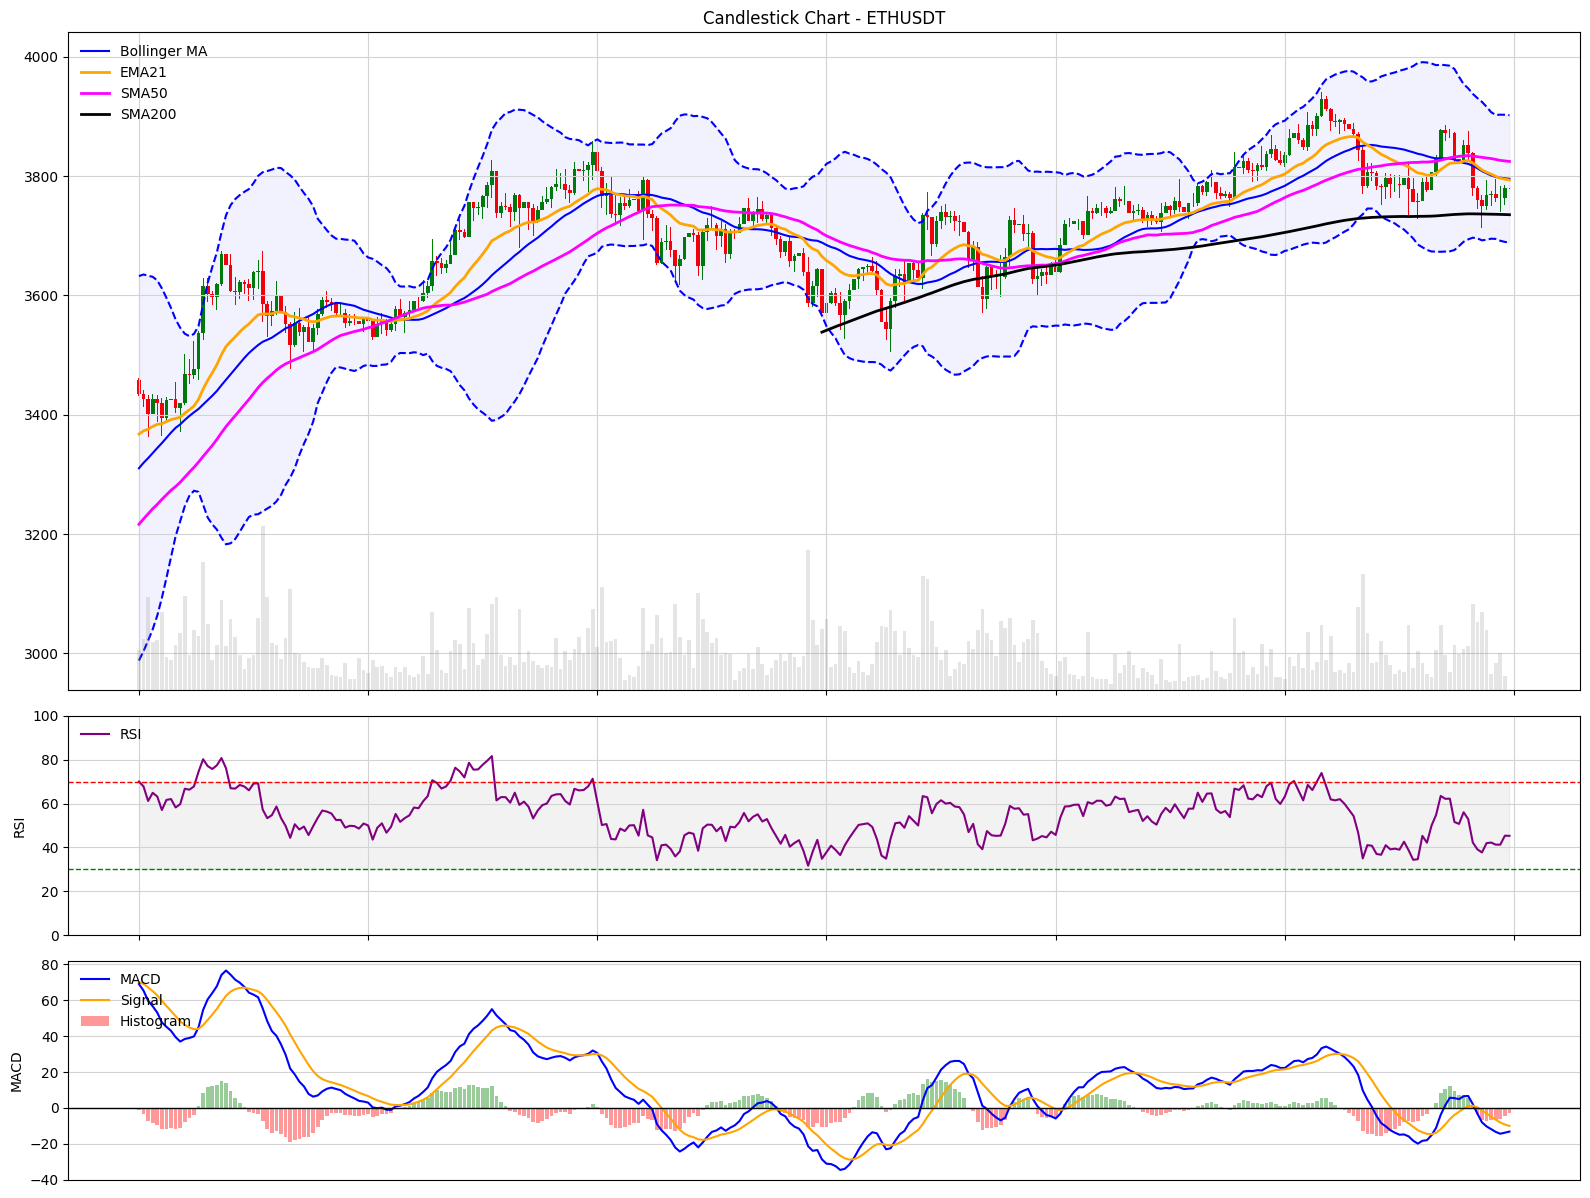 Candlestick Chart - ETHUSDT
4000
3800
3600
3400
3200
3000
Bollinger MA
EMA21
SMA50
SMA200
100
80
60
40
20
0
RSI
RSI
80
60
40
20
0
−20
−40
MACD
MACD
Signal
Histogram